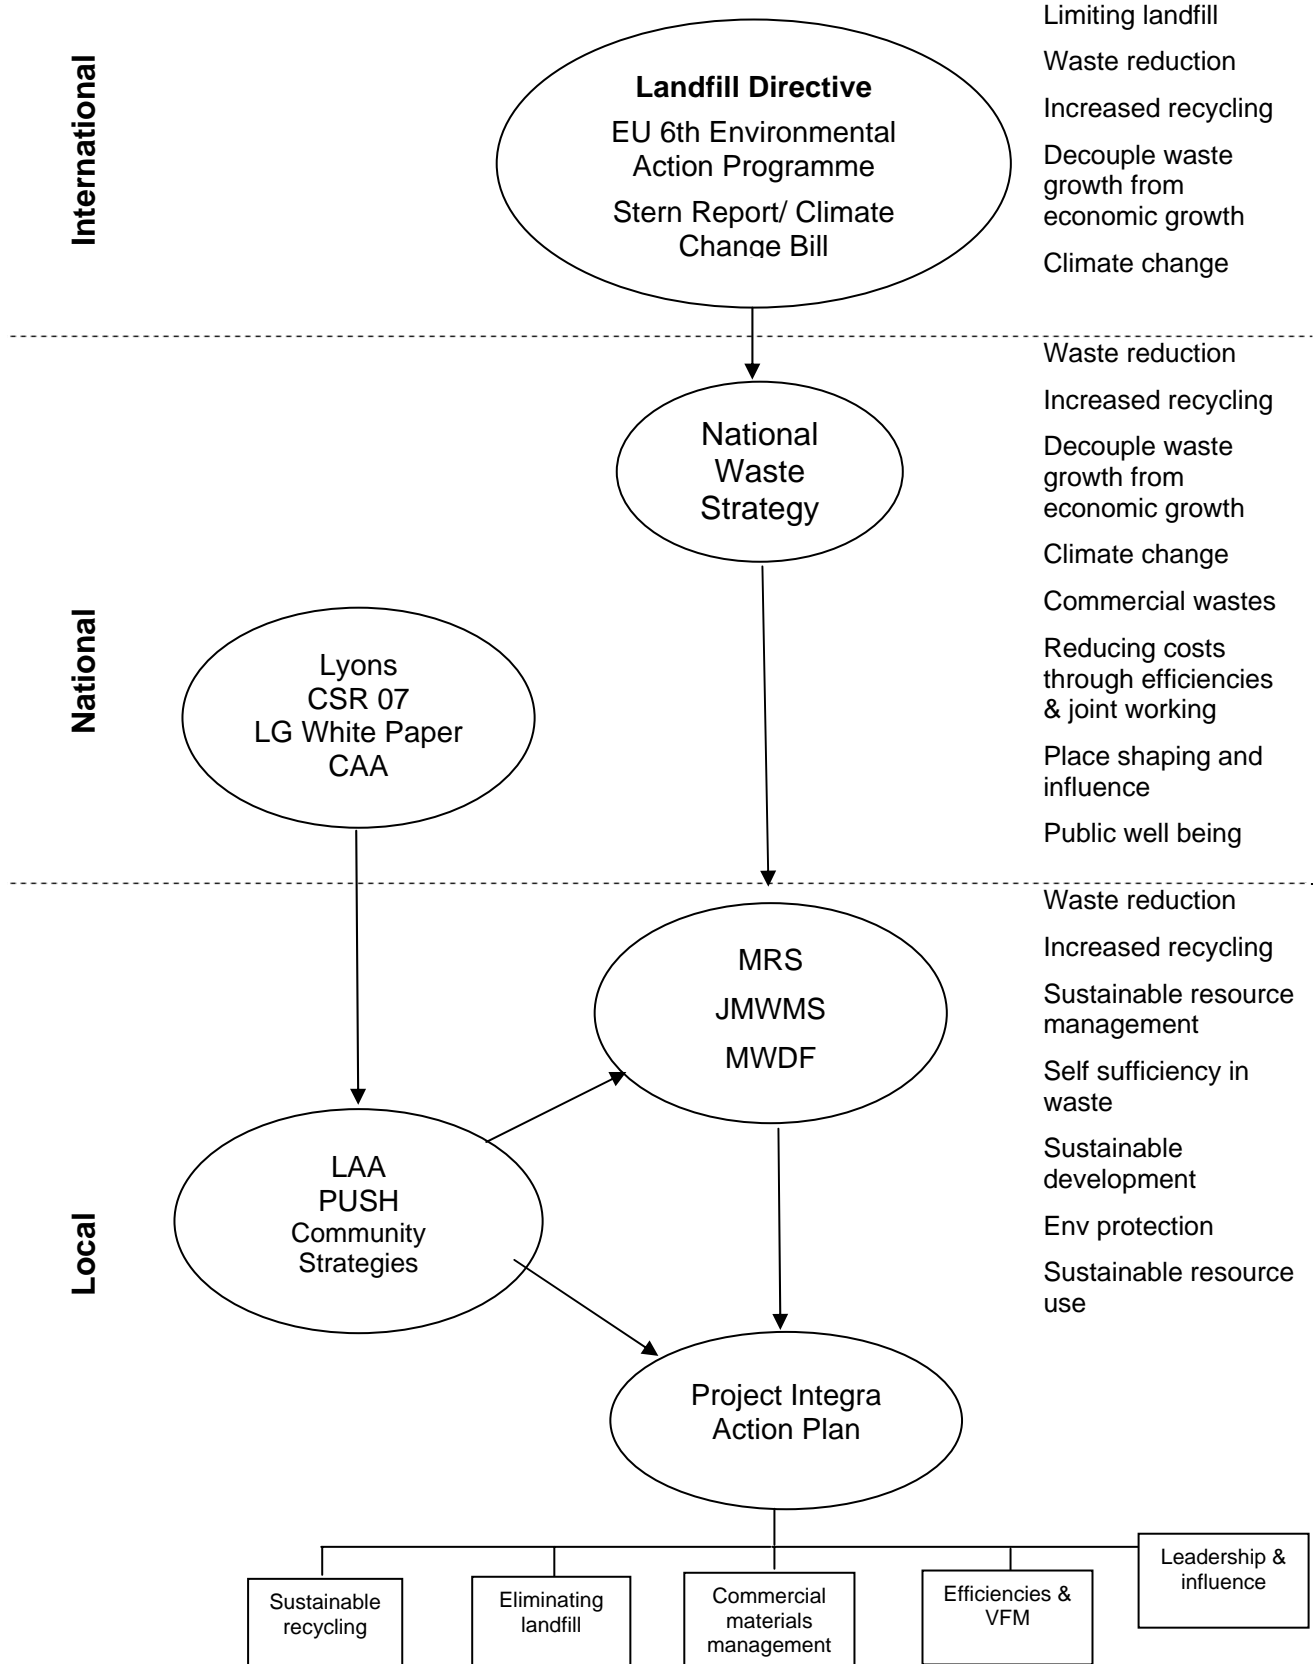 International
Landfill Directive
EU 6th Environmental
Action Programme
Stern Report/ Climate
Change Bill
Limiting landfill
Waste reduction
Increased recycling
Decouple waste
growth from
economic growth
Climate change
National
National
Waste
Strategy
Lyons
CSR 07
LG White Paper
CAA
Waste reduction
Increased recycling
Decouple waste
growth from
economic growth
Climate change
Commercial wastes
Reducing costs
through efficiencies
& joint working
Place shaping and
influence
Public well being
Local
MRS
JMWMS
MWDF
LAA
PUSH
Community
Strategies
Project Integra
Action Plan
Waste reduction
Increased recycling
Sustainable resource
management
Self sufficiency in
waste
Sustainable
development
Env protection
Sustainable resource
use
Sustainable
recycling
Eliminating
landfill
Commercial
materials
management
Efficiencies &
VFM
Leadership &
influence